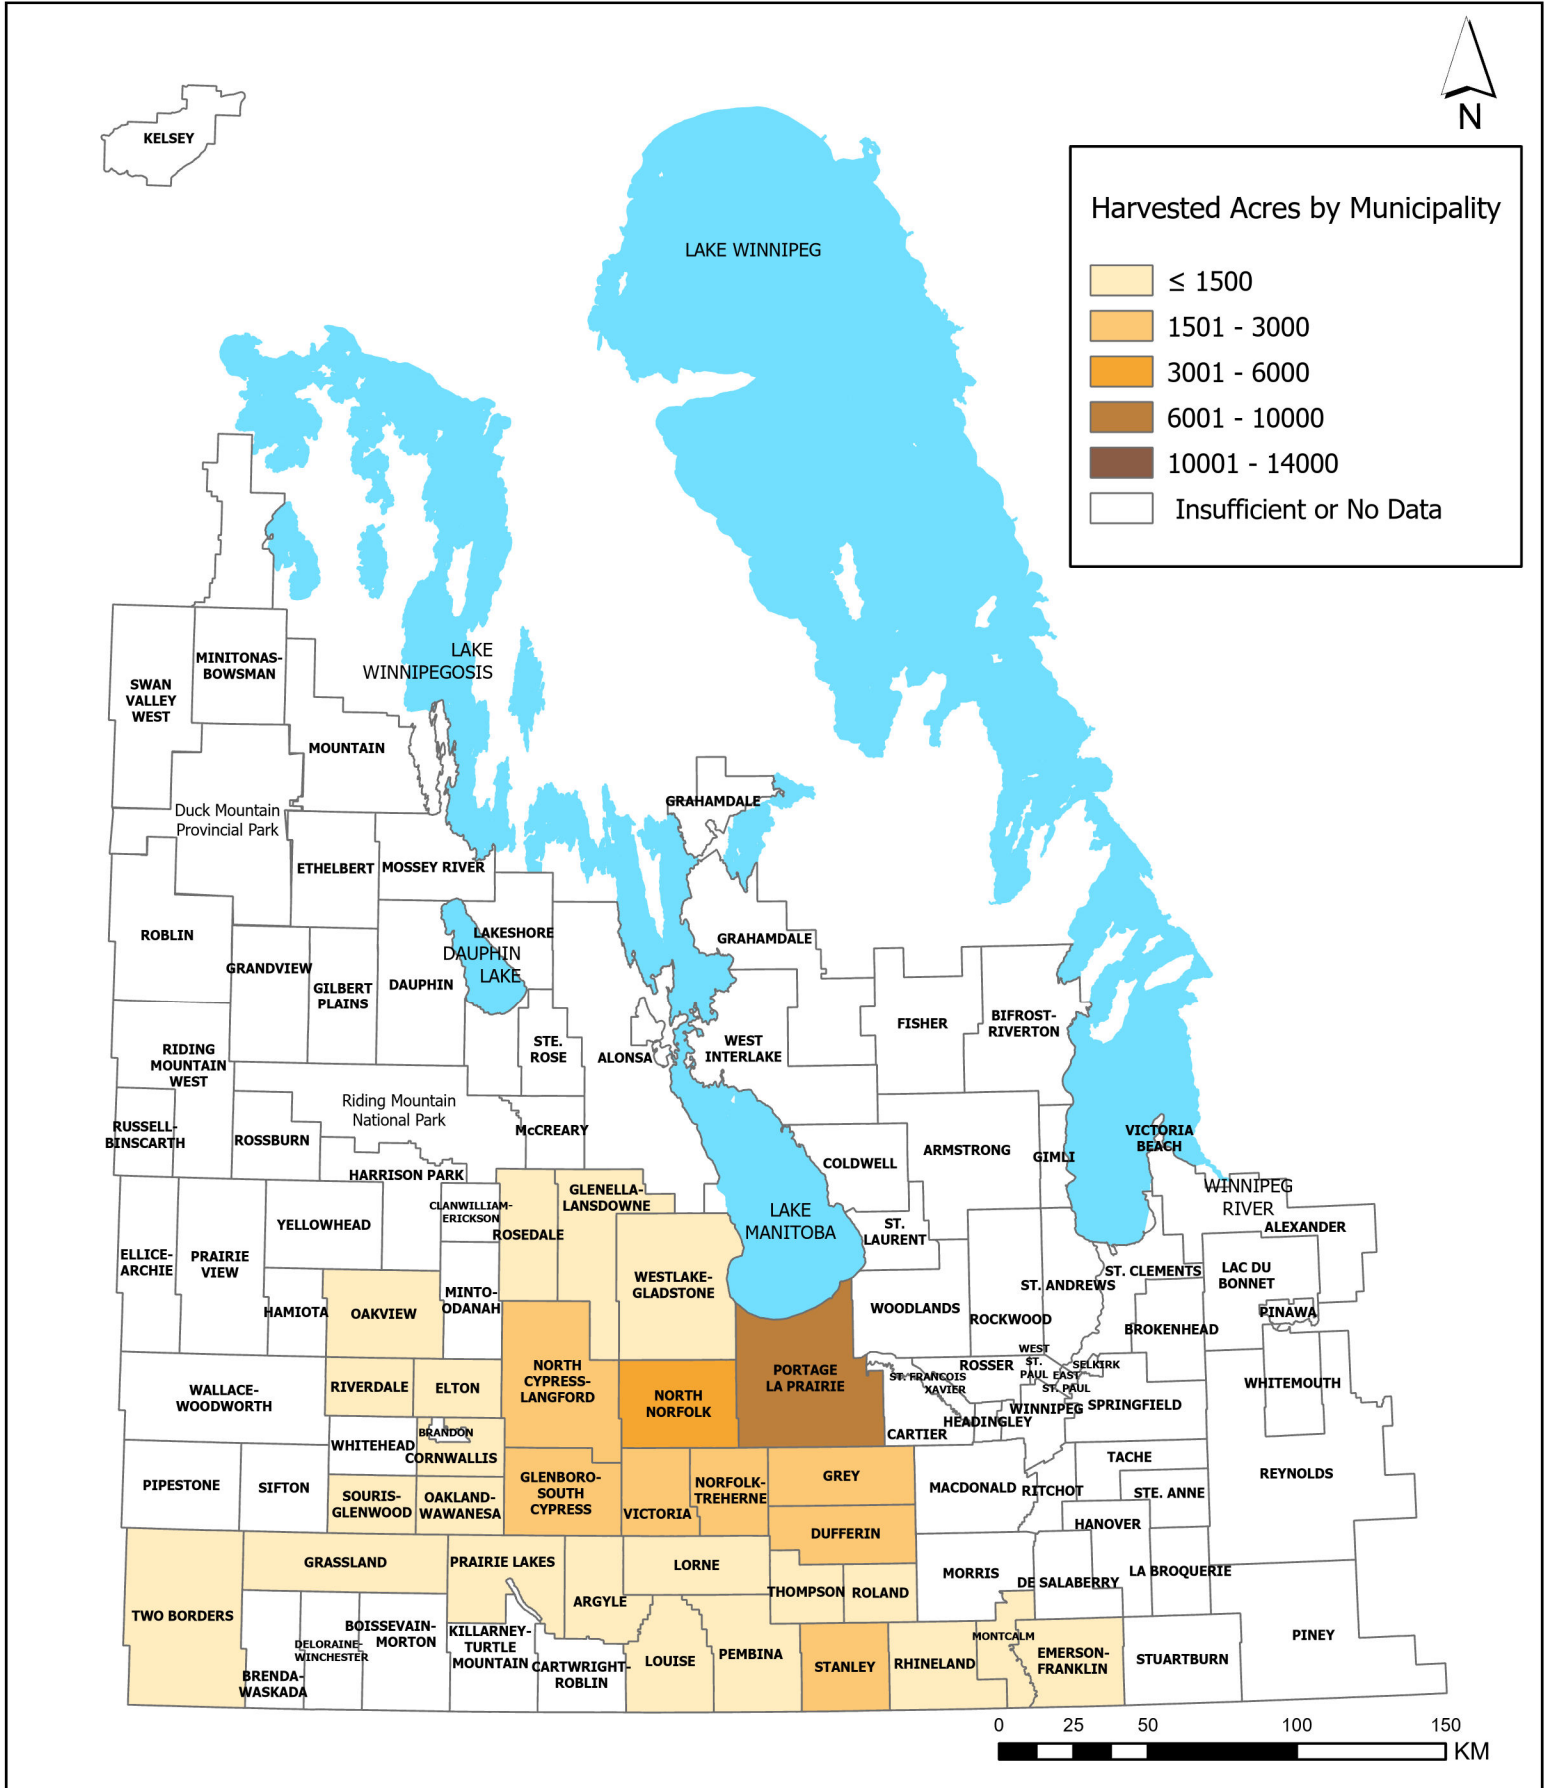 N
KELSEY
Harvested Acres by Municipality
≤ 1500
1501 - 3000
3001 - 6000
6001 - 10000
10001 - 14000
Insufficient or No Data
LAKE WINNIPEG
LAKE
WINNIPEGOSIS
MINITONAS-
BOWSMAN
SWAN
VALLEY
WEST
MOUNTAIN
Duck Mountain
Provincial Park
GRAHAMDALE
ETHELBERT
MOSSEY RIVER
ROBLIN
LAKESHORE
DAUPHIN
LAKE
GRAHAMDALE
GRANDVIEW
GILBERT
PLAINS
DAUPHIN
FISHER
BIFROST-
RIVERTON
RIDING
MOUNTAIN
WEST
STE.
ROSE
ALONSA
WEST
INTERLAKE
Riding Mountain
National Park
RUSSELL-
BINSCARTH
ROSSBURN
McCREARY
VICTORIA
BEACH
ARMSTRONG
GIMLI
COLDWELL
HARRISON PARK
CLANWILLIAM-
ERICKSON
GLENELLA-
LANSDOWNE
ROSEDALE
YELLOWHEAD
LAKE
MANITOBA
ST.
LAURENT
WINNIPEG
RIVER
ALEXANDER
ELLICE-
ARCHIE
PRAIRIE
VIEW
WESTLAKE-
GLADSTONE
ST. CLEMENTS
LAC DU
BONNET
ST. ANDREWS
HAMIOTA
OAKVIEW
MINTO-
ODANAH
WOODLANDS
ROCKWOOD
PINAWA
BROKENHEAD
WALLACE-
WOODWORTH
RIVERDALE
ELTON
NORTH
CYPRESS-
LANGFORD
NORTH
NORFOLK
PORTAGE
LA PRAIRIE
ST. FRANCOIS
XAVIER
ROSSER
WEST
ST.
PAUL
EAST
ST. PAUL
SELKIRK
WHITEMOUTH
WINNIPEG
SPRINGFIELD
HEADINGLEY
CARTIER
WHITEHEAD
BRANDON
CORNWALLIS
PIPESTONE
SIFTON
SOURIS-
GLENWOOD
OAKLAND-
WAWANESA
GLENBORO-
SOUTH
CYPRESS
VICTORIA
NORFOLK-
TREHERNE
GREY
MACDONALD
RITCHOT
TACHE
STE. ANNE
REYNOLDS
HANOVER
DUFFERIN
GRASSLAND
PRAIRIE LAKES
LORNE
MORRIS
DE SALABERRY
LA BROQUERIE
THOMPSON
ROLAND
ARGYLE
TWO BORDERS
BRENDA-
WASKADA
DELORAINE-
WINCHESTER
BOISSEVAIN-
MORTON
KILLARNEY-
TURTLE
MOUNTAIN
CARTWRIGHT-
ROBLIN
LOUISE
PEMBINA
STANLEY
RHINELAND
MONTCALM
EMERSON-
FRANKLIN
STUARTBURN
PINEY
0 25 50 100 150
KM